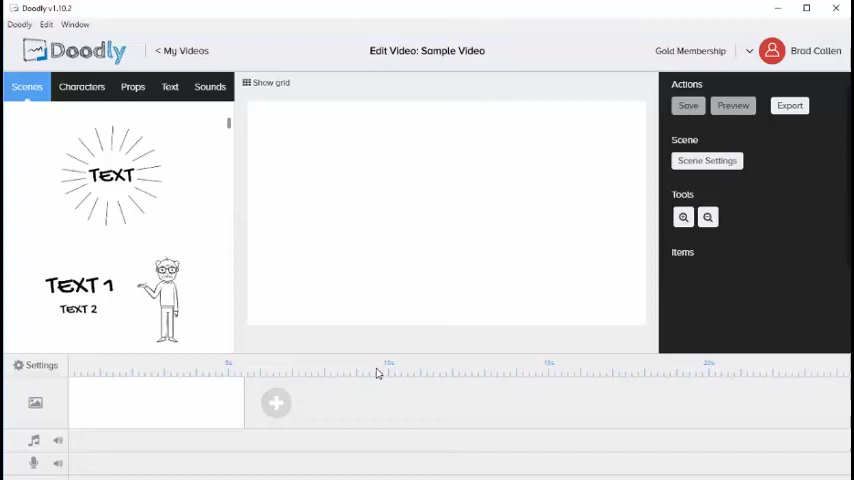 Doodly v1.10.2
Doodly Edit Window
Doodly
< My Videos
Edit Video: Sample Video
Gold Membership
Brad Callen
Scenes Characters Props Text Sounds
Show grid
TEXT
TEXT 1
TEXT 2
Actions
Save Preview Export
Scene
Scene Settings
Tools
Items
Settings
5s 10s 15s 20s